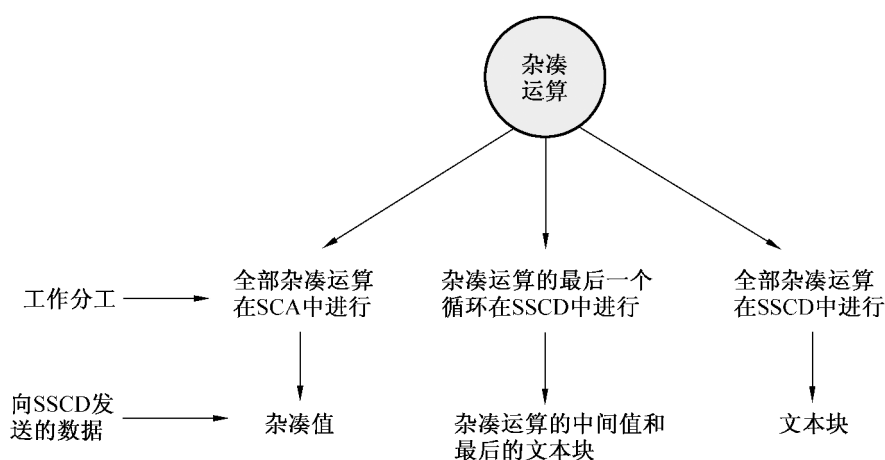 杂凑
运算
工作分工
全部杂凑运算
在SCA中进行
杂凑运算的最后一个
循环在SSCD中进行
全部杂凑运算
在SSCD中进行
向SSCD发
送的数据
杂凑值
杂凑运算的中间值和
最后的文本块
文本块